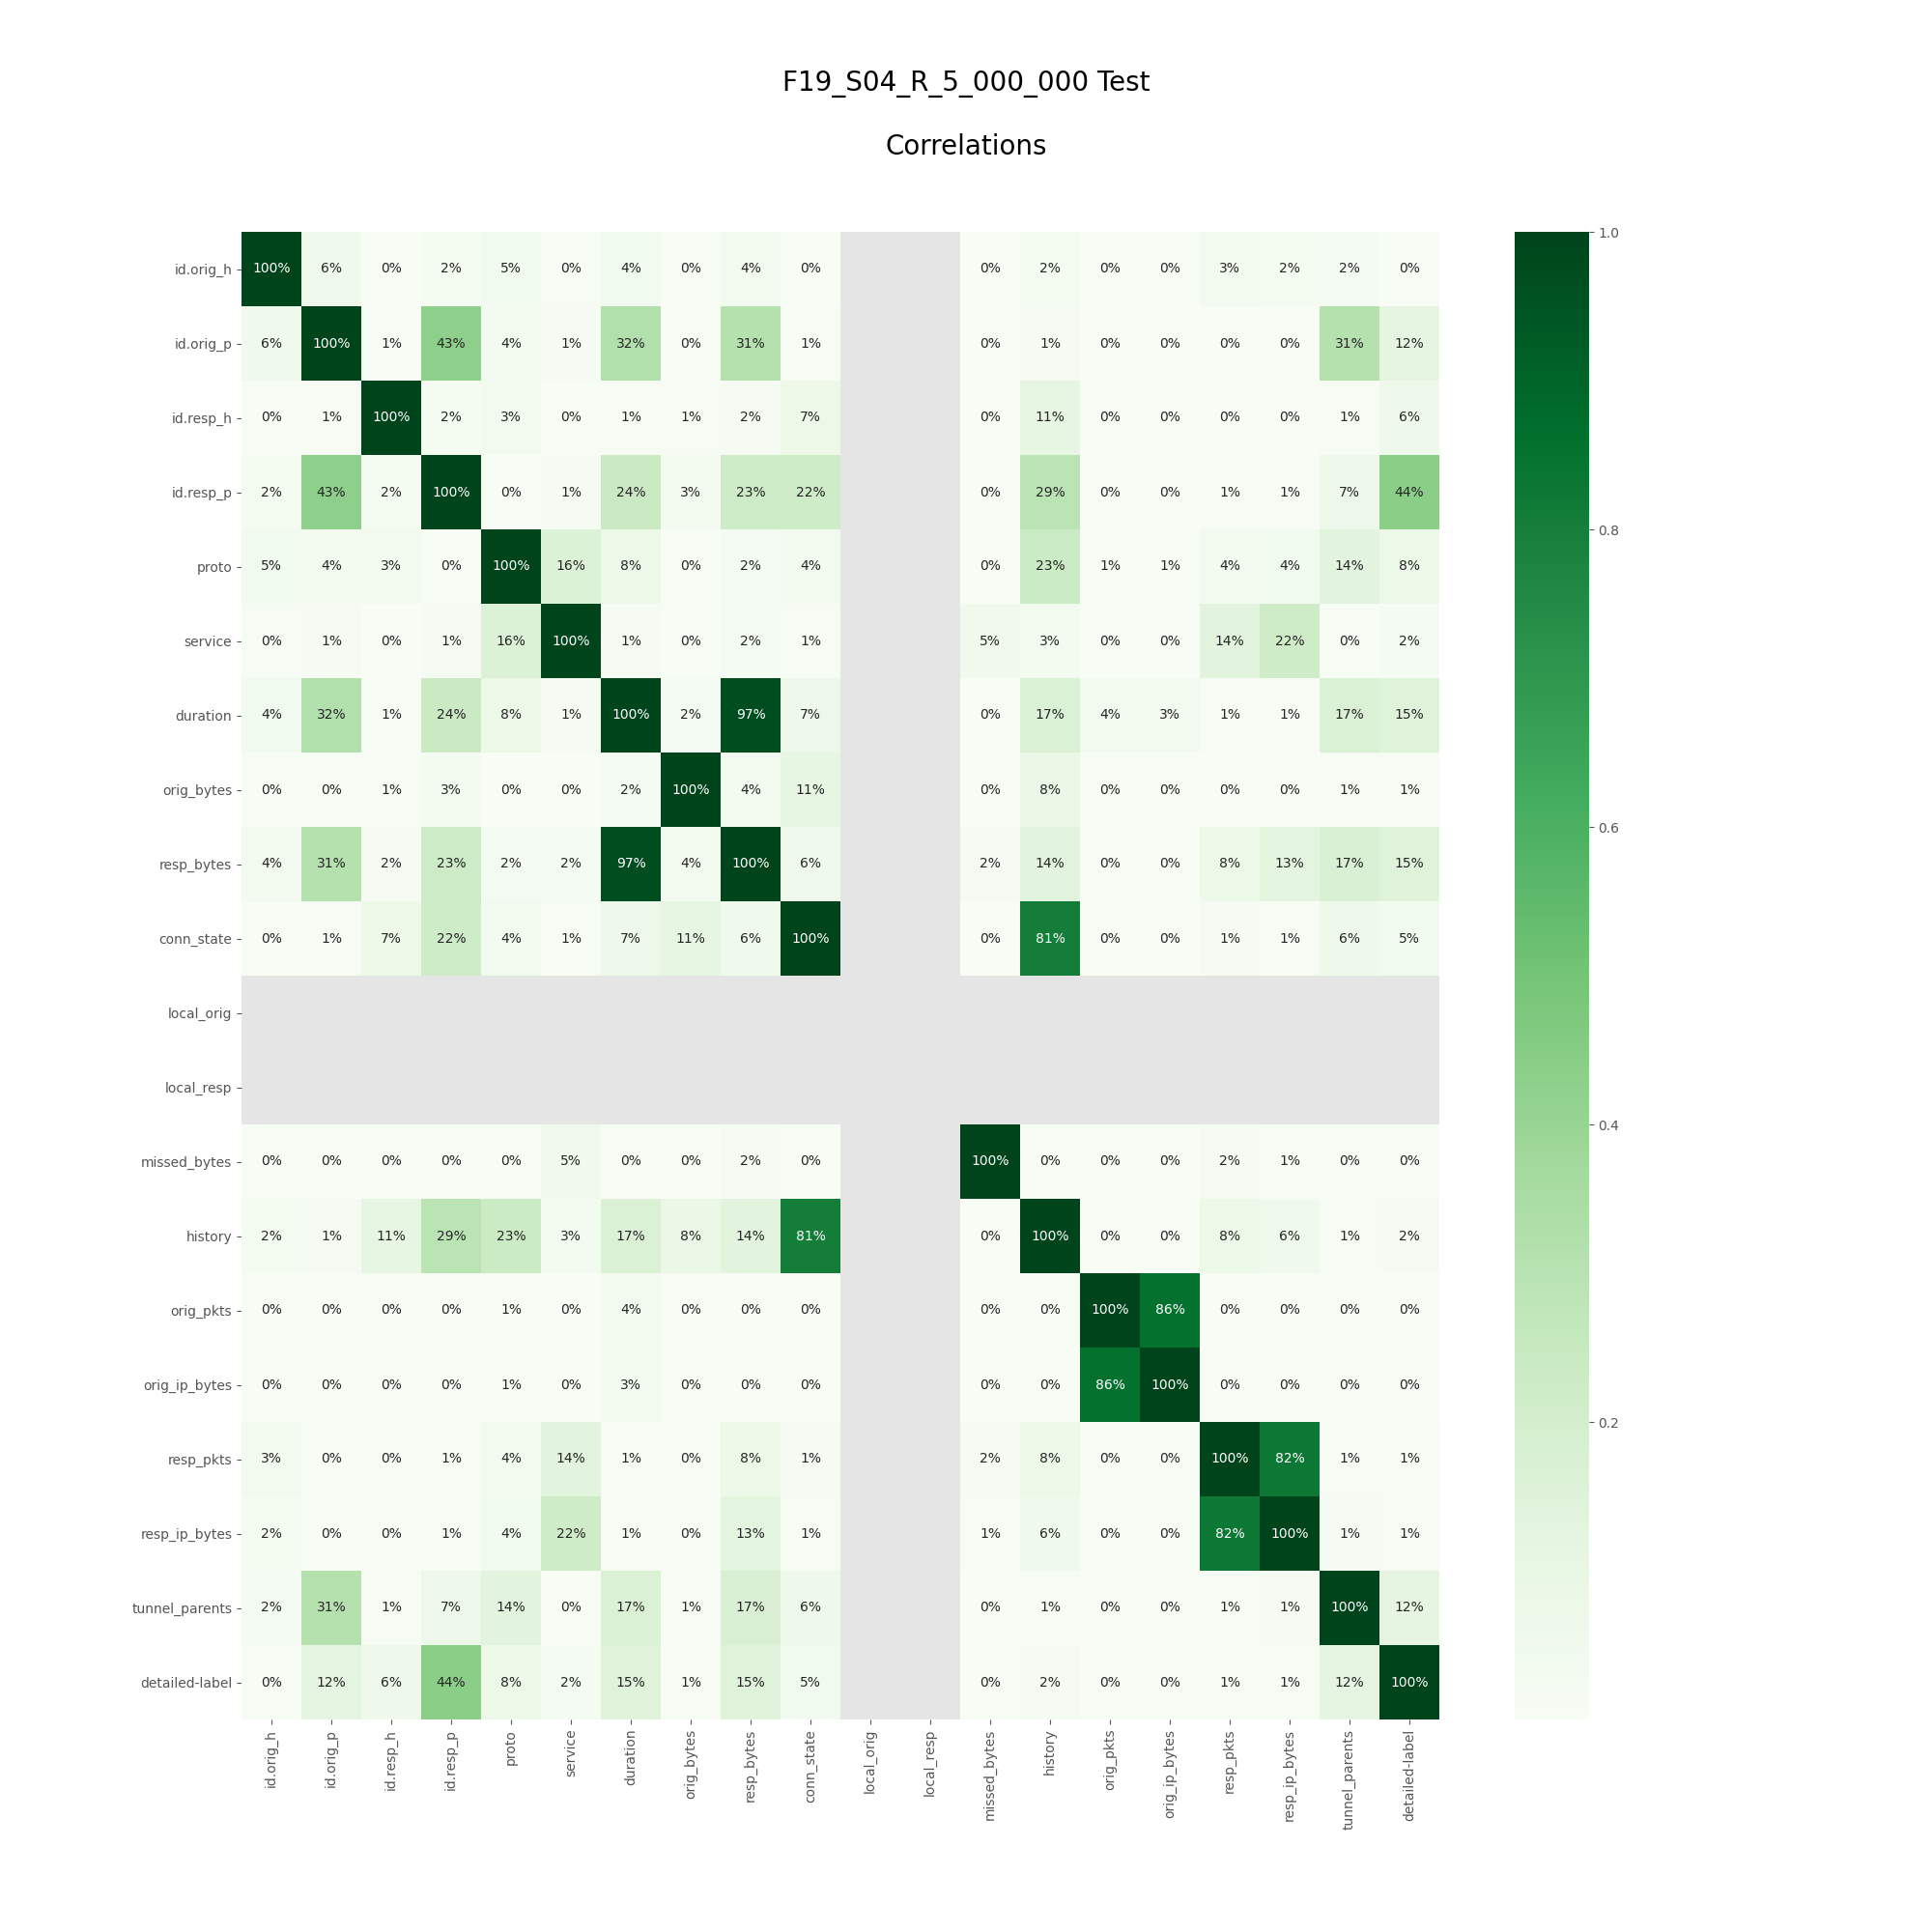 F19_S04_R_5_000_000 Test
Correlations
id.orig_h 100% 6% 0% 2% 5% 0% 4% 0% 4% 0% 0% 2% 0% 0% 3% 2% 2% 0%
id.orig_p 6% 100% 1% 43% 4% 1% 32% 0% 31% 1% 0% 1% 0% 0% 0% 0% 31% 12%
id.resp_h 0% 1% 100% 2% 3% 0% 1% 1% 2% 7% 0% 11% 0% 0% 0% 0% 1% 6%
id.resp_p 2% 43% 2% 100% 0% 1% 24% 3% 23% 22% 0% 29% 0% 0% 1% 1% 7% 44%
proto 5% 4% 3% 0% 100% 16% 8% 0% 2% 4% 0% 23% 1% 1% 4% 4% 14% 8%
service 0% 1% 0% 1% 16% 100% 1% 0% 2% 1% 5% 3% 0% 0% 14% 22% 0% 2%
duration 4% 32% 1% 24% 8% 1% 100% 2% 97% 7% 0% 17% 4% 3% 1% 1% 17% 15%
orig_bytes 0% 0% 1% 3% 0% 0% 2% 100% 4% 11% 0% 8% 0% 0% 0% 0% 1% 1%
resp_bytes 4% 31% 2% 23% 2% 2% 97% 4% 100% 6% 2% 14% 0% 0% 8% 13% 17% 15%
conn_state 0% 1% 7% 22% 4% 1% 7% 11% 6% 100% 0% 81% 0% 0% 1% 1% 6% 5%
local_orig
local_resp
missed_bytes 0% 0% 0% 0% 0% 5% 0% 0% 2% 0% 100% 0% 0% 0% 2% 1% 0% 0%
history 2% 1% 11% 29% 23% 3% 17% 8% 14% 81% 0% 100% 0% 0% 8% 6% 1% 2%
orig_pkts 0% 0% 0% 0% 1% 0% 4% 0% 0% 0% 0% 0% 100% 86% 0% 0% 0% 0%
orig_ip_bytes 0% 0% 0% 0% 1% 0% 3% 0% 0% 0% 0% 0% 86% 100% 0% 0% 0% 0%
resp_pkts 3% 0% 0% 1% 4% 14% 1% 0% 8% 1% 2% 8% 0% 0% 100% 82% 1% 1%
resp_ip_bytes 2% 0% 0% 1% 4% 22% 1% 0% 13% 1% 1% 6% 0% 0% 82% 100% 1% 1%
tunnel_parents 2% 31% 1% 7% 14% 0% 17% 1% 17% 6% 0% 1% 0% 0% 1% 1% 100% 12%
detailed-label 0% 12% 6% 44% 8% 2% 15% 1% 15% 5% 0% 2% 0% 0% 1% 1% 12% 100%
id.orig_h id.orig_p id.resp_h id.resp_p proto service duration orig_bytes resp_bytes conn_state local_orig local_resp missed_bytes history orig_pkts orig_ip_bytes resp_pkts resp_ip_bytes tunnel_parents detailed-label
1.0
0.8
0.6
0.4
0.2